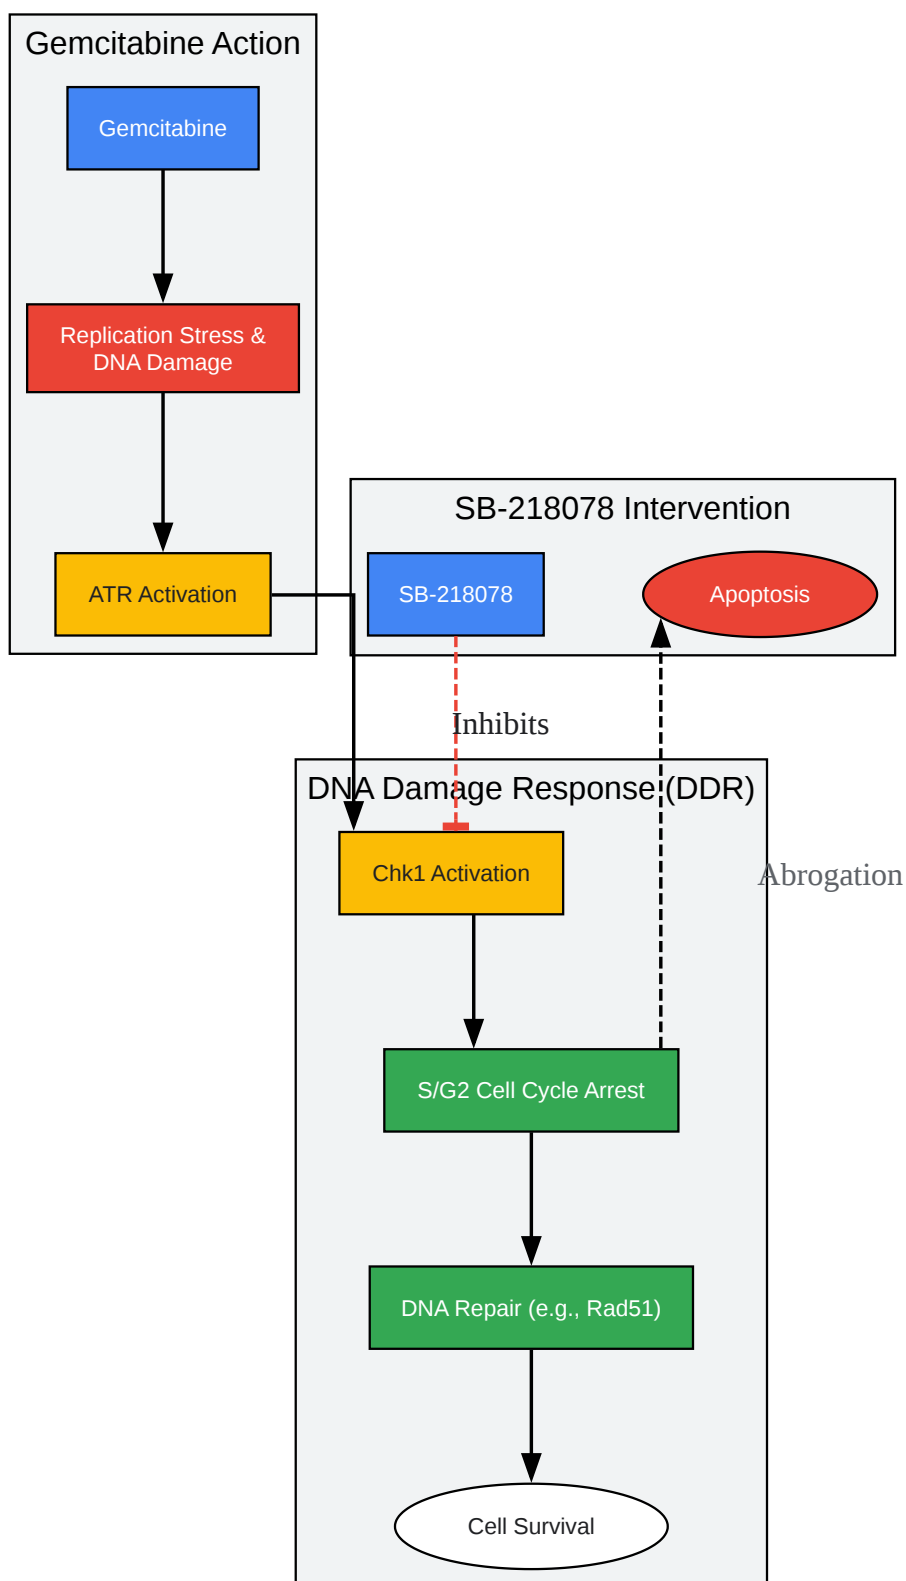 Gemcitabine Action
Gemcitabine
Replication Stress &
DNA Damage
ATR Activation
SB-218078 Intervention
SB-218078
Apoptosis
Inhibits
DNA Damage Response (DDR)
Chk1 Activation
Abrogation
S/G2 Cell Cycle Arrest
DNA Repair (e.g., Rad51)
Cell Survival